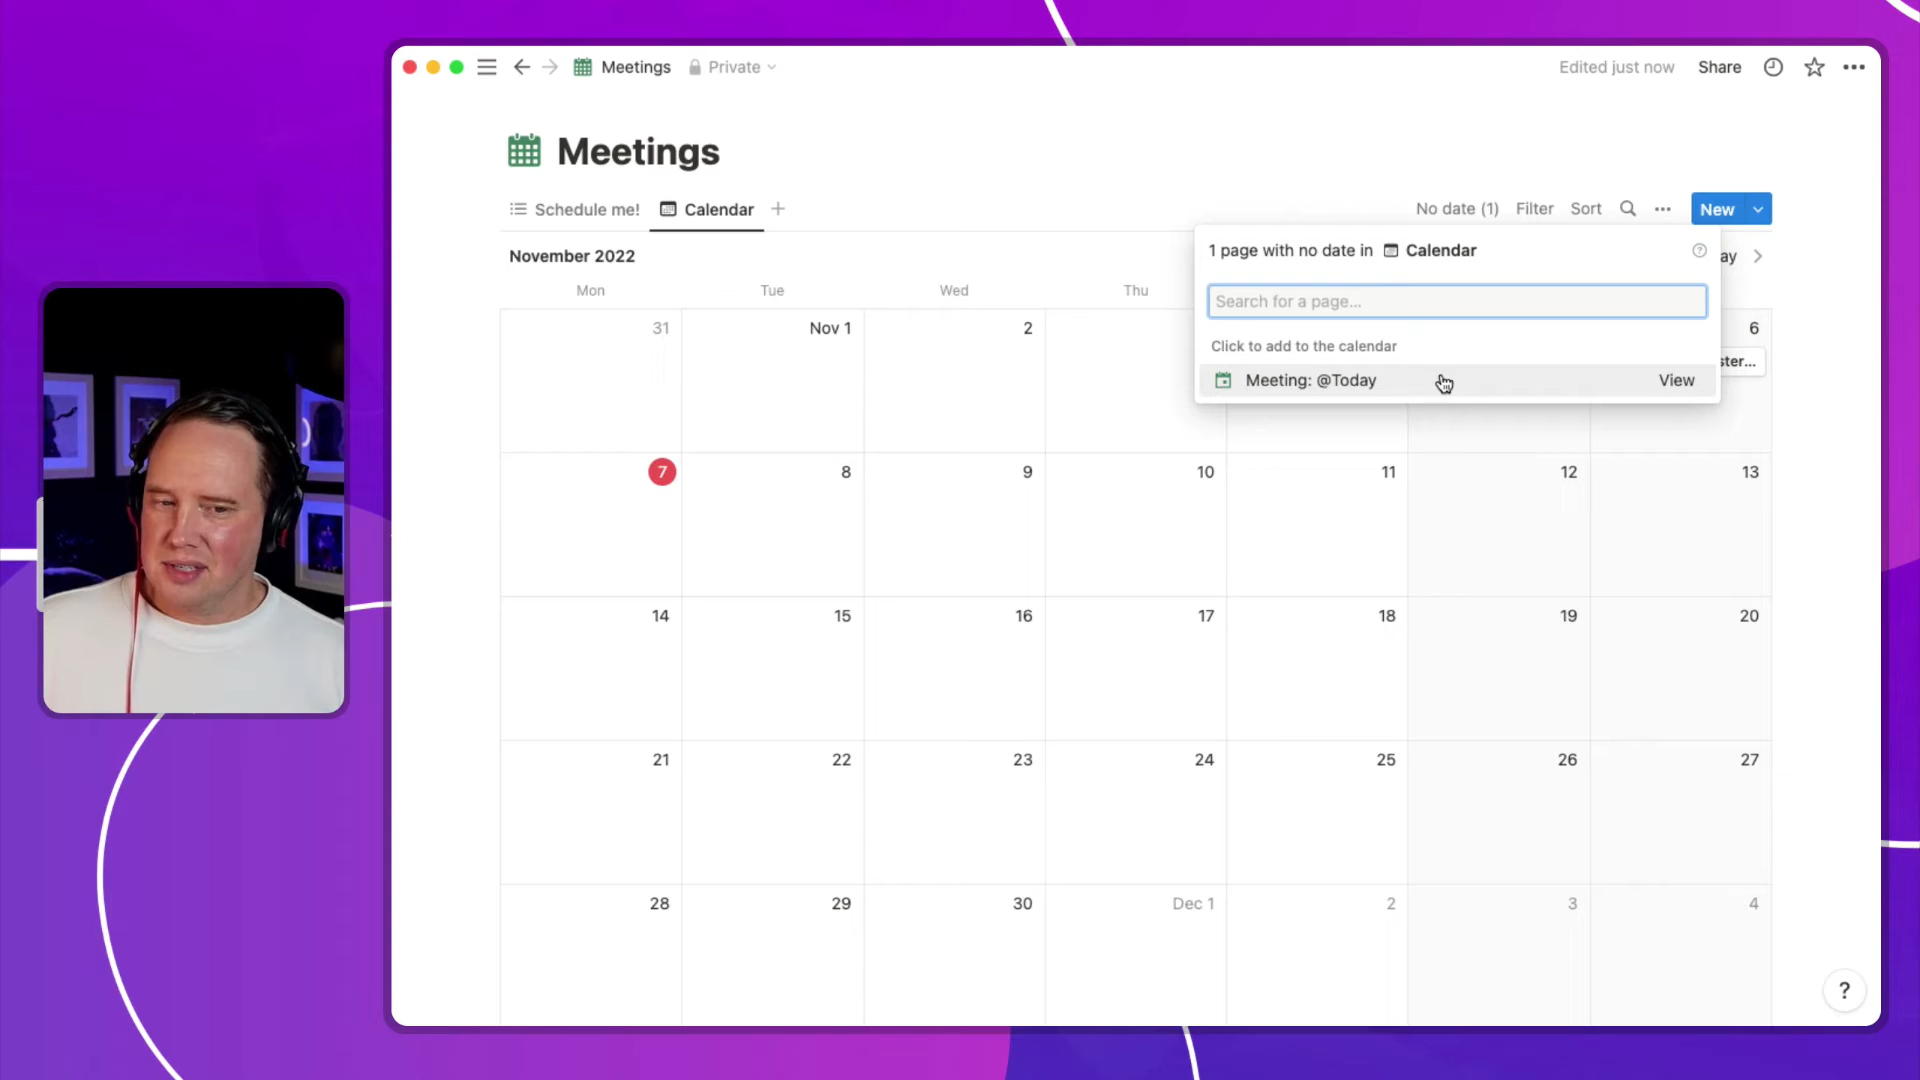 Meetings Private Edited just now Share
Meetings
Schedule me! Calendar No date (1) Filter Sort New
November 2022
1 page with no date in Calendar
ay
Mon Tue Wed Thu
Search for a page...
31 Nov 1 2 6
Click to add to the calendar
ster...
Meeting: @Today View
7 8 9 10 11 12 13
14 15 16 17 18 19 20
21 22 23 24 25 26 27
28 29 30 Dec 1 2 3 4
?